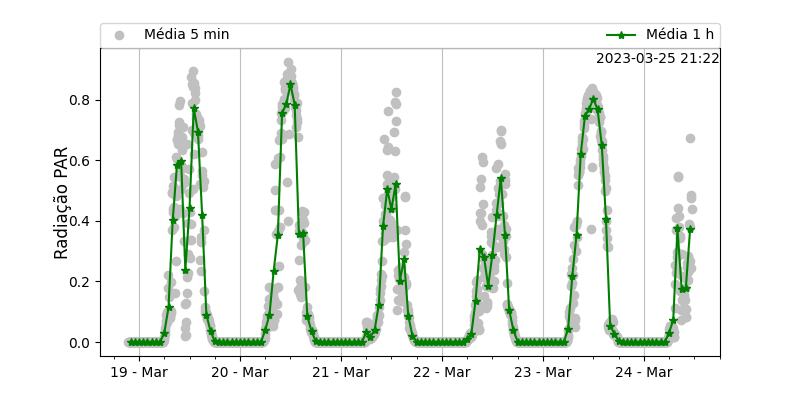 Média 5 min
Média 1 h
2023-03-25 21:22
Radiação PAR
0.8
0.6
0.4
0.2
0.0
19 - Mar
20 - Mar
21 - Mar
22 - Mar
23 - Mar
24 - Mar